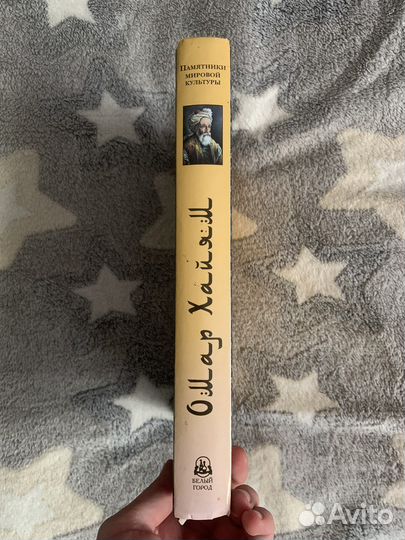 Памятники
мировой
культуры
Омар Хайям
БЕЛЫЙ
ГОРОД
Avito